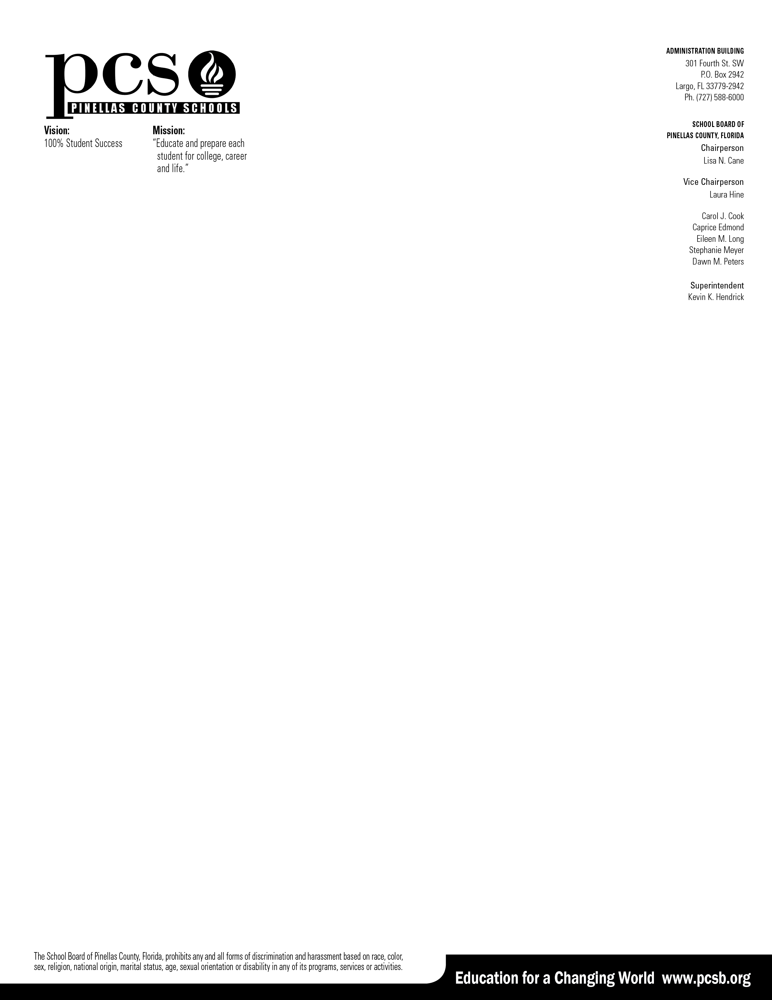 pcs
PINELLAS COUNTY SCHOOLS
Vision:
100% Student Success
Mission:
“Educate and prepare each
student for college, career
and life.”
ADMINISTRATION BUILDING
301 Fourth St. SW
P.O. Box 2942
Largo, FL 33779-2942
Ph. (727) 588-6000
SCHOOL BOARD OF
PINELLAS COUNTY, FLORIDA
Chairperson
Lisa N. Cane
Vice Chairperson
Laura Hine
Carol J. Cook
Caprice Edmond
Eileen M. Long
Stephanie Meyer
Dawn M. Peters
Superintendent
Kevin K. Hendrick
The School Board of Pinellas County, Florida, prohibits any and all forms of discrimination and harassment based on race, color,
sex, religion, national origin, marital status, age, sexual orientation or disability in any of its programs, services or activities.
Education for a Changing World www.pcsb.org